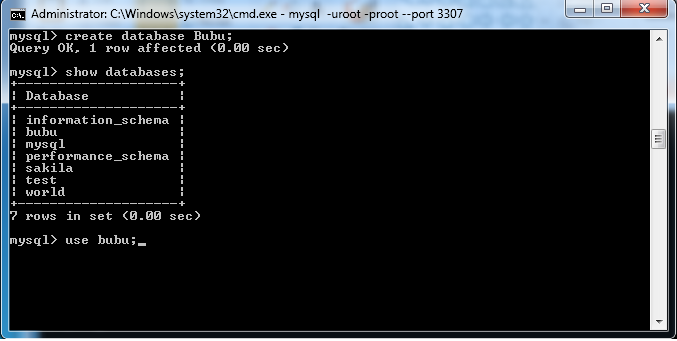 Administrator: C:\Windows\system32\cmd.exe - mysql  -uroot -proot --port 3307
mysql> create database Bubu;
Query OK, 1 row affected (0.00 sec)
mysql> show databases;
+--------------------+
| Database           |
+--------------------+
| information_schema |
| bubu               |
| mysql              |
| performance_schema |
| sakila             |
| test               |
| world              |
+--------------------+
7 rows in set (0.00 sec)
mysql> use bubu;_